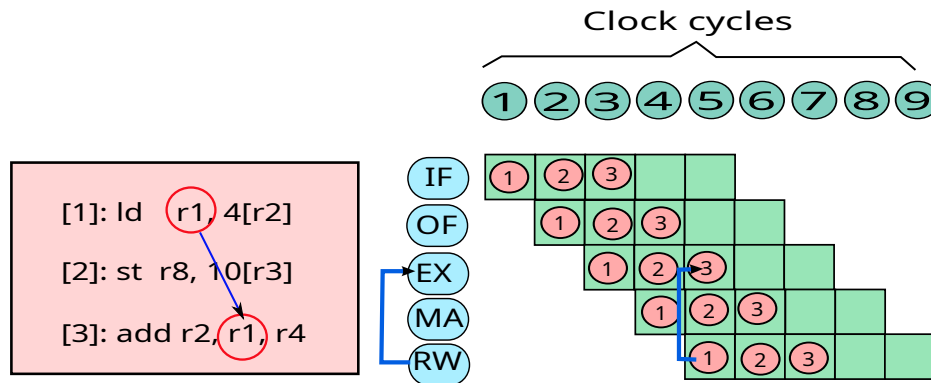 Clock cycles
1 2 3 4 5 6 7 8 9
IF 1 2 3
[1]: ld r1, 4[r2]
OF 1 2 3
[2]: st r8, 10[r3]
EX 1 2 3
MA 1 2 3
[3]: add r2, r1, r4
RW 1 2 3